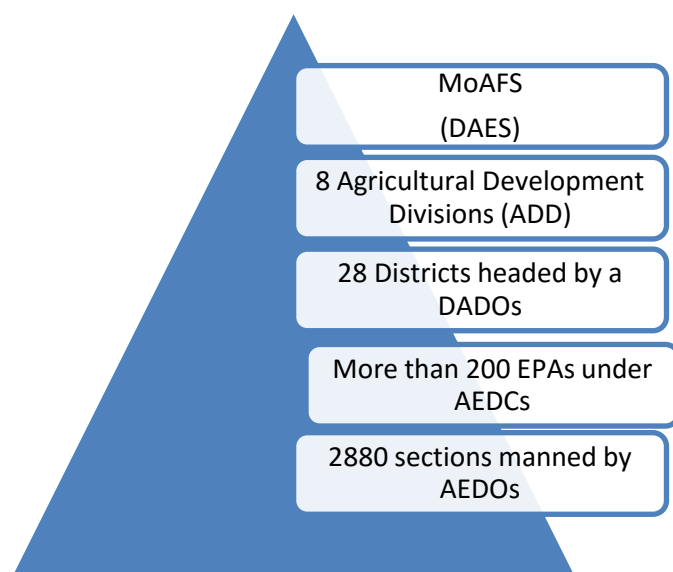 MoAFS
(DAES)
8 Agricultural Development
Divisions (ADD)
28 Districts headed by a
DADOs
More than 200 EPAs under
AEDCs
2880 sections manned by
AEDOs